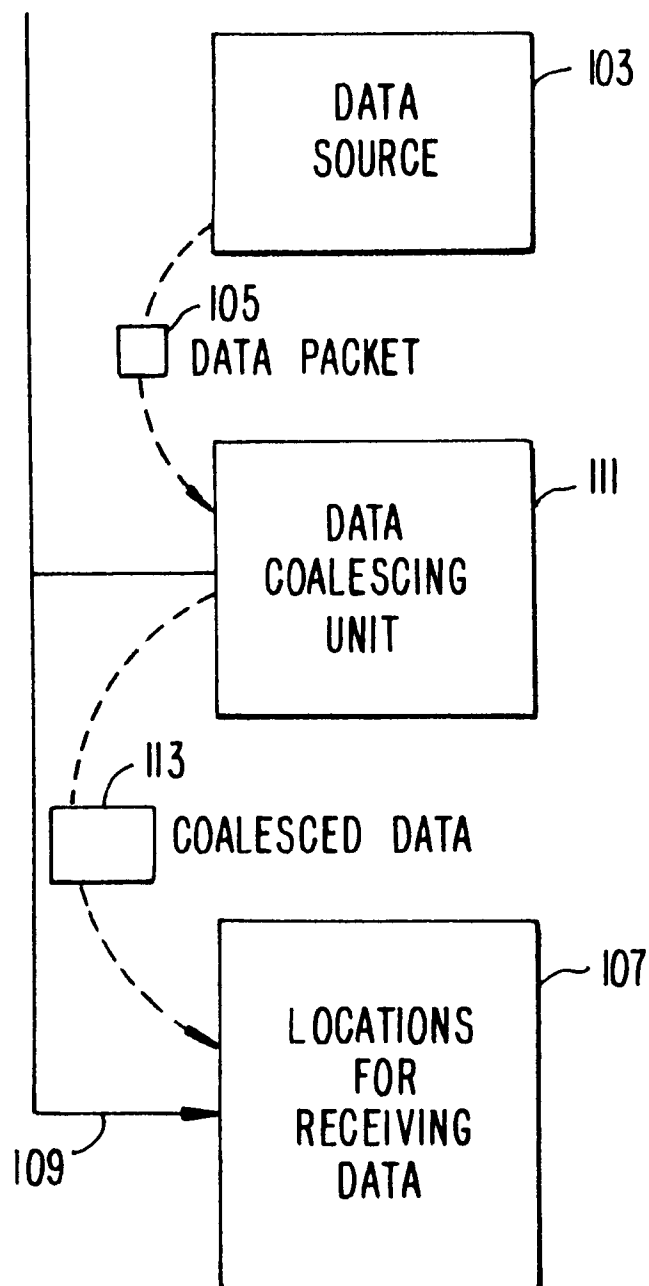 DATA
SOURCE
103
105
DATA PACKET
111
DATA
COALESCING
UNIT
113
COALESCED DATA
107
LOCATIONS
FOR
RECEIVING
DATA
109